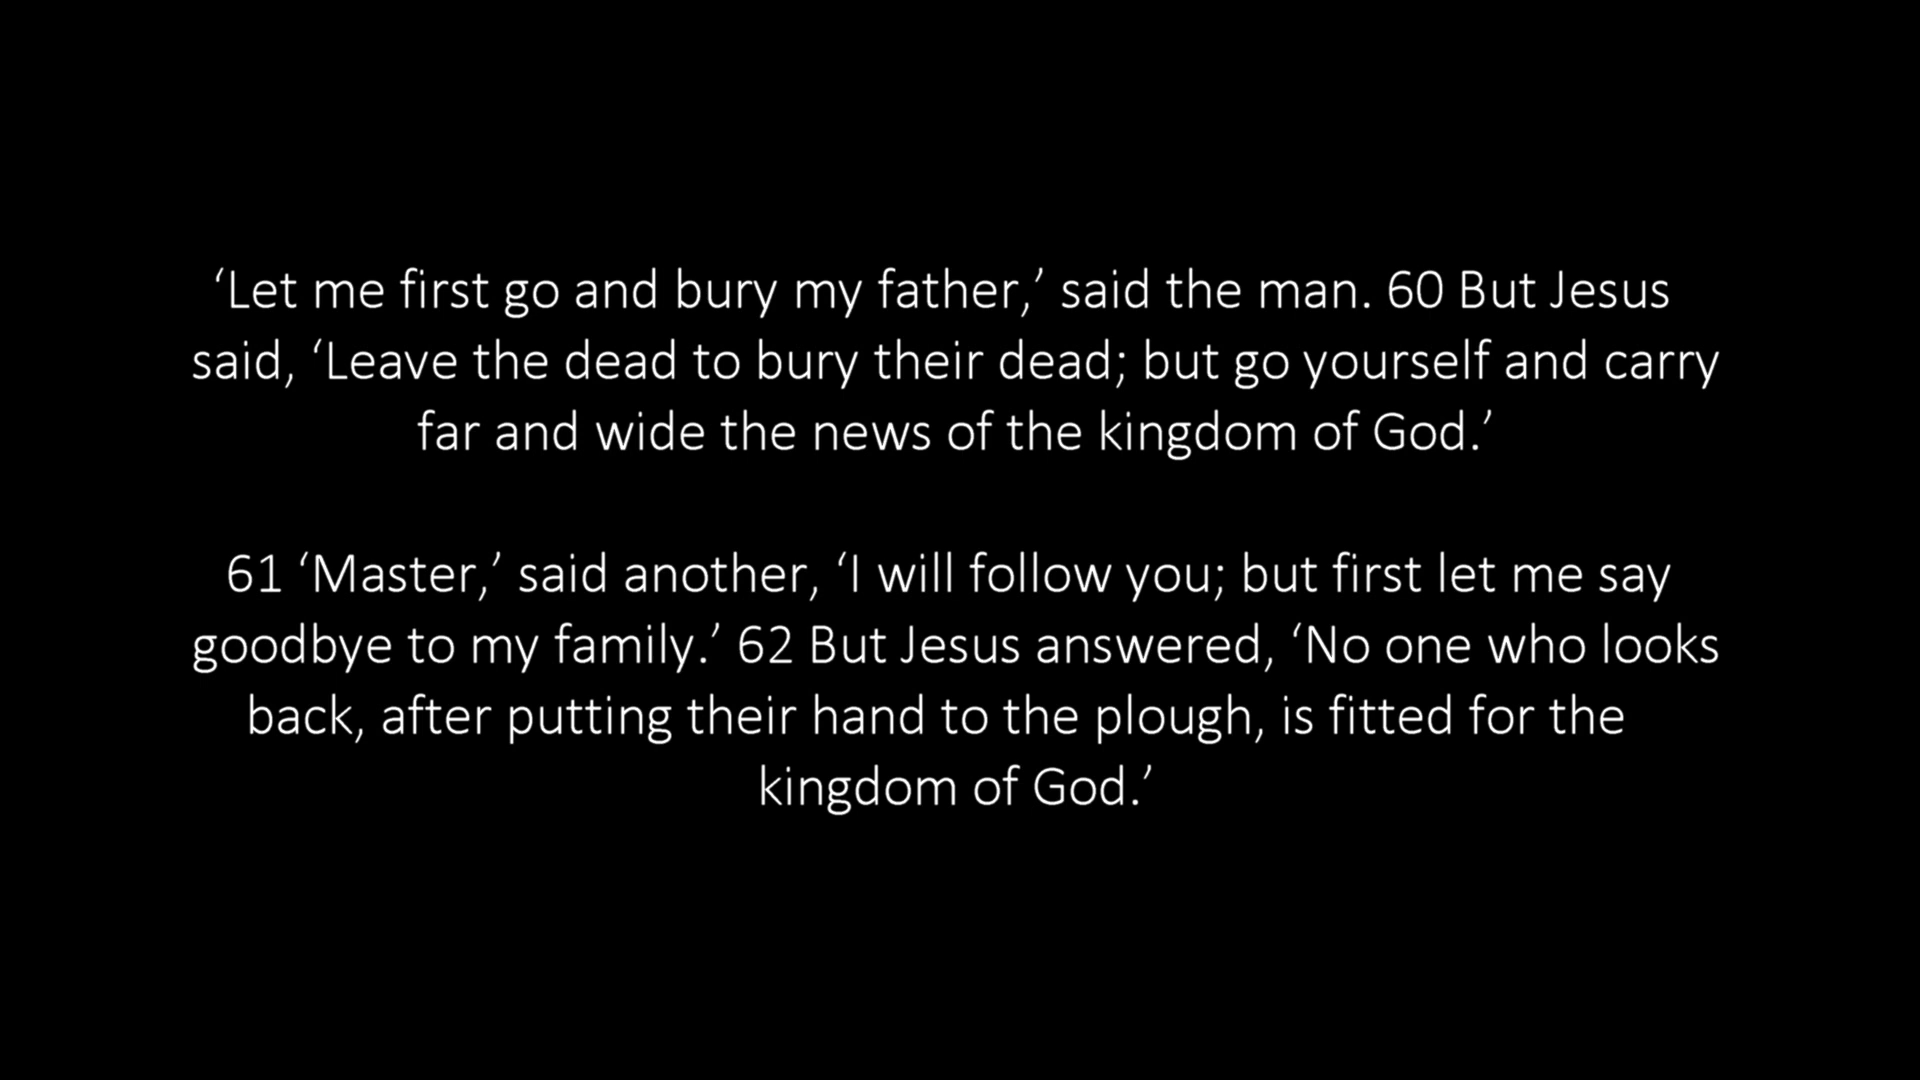 ‘Let me first go and bury my father,’ said the man. 60 But Jesus
said, ‘Leave the dead to bury their dead; but go yourself and carry
far and wide the news of the kingdom of God.’
61 ‘Master,’ said another, ‘I will follow you; but first let me say
goodbye to my family.’ 62 But Jesus answered, ‘No one who looks
back, after putting their hand to the plough, is fitted for the
kingdom of God.’